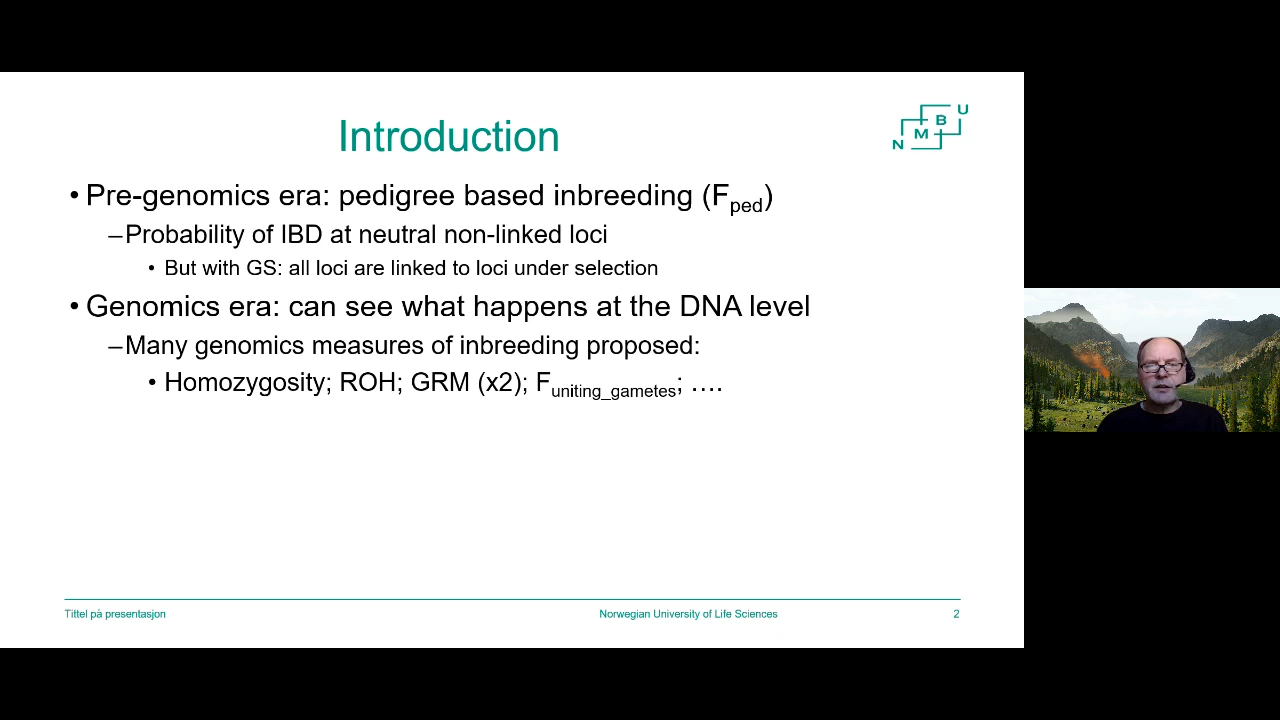 Introduction
N M B U
• Pre-genomics era: pedigree based inbreeding (Fped)
–Probability of IBD at neutral non-linked loci
• But with GS: all loci are linked to loci under selection
• Genomics era: can see what happens at the DNA level
–Many genomics measures of inbreeding proposed:
• Homozygosity; ROH; GRM (x2); Funiting_gametes; ….
Tittel på presentasjon
Norwegian University of Life Sciences
2